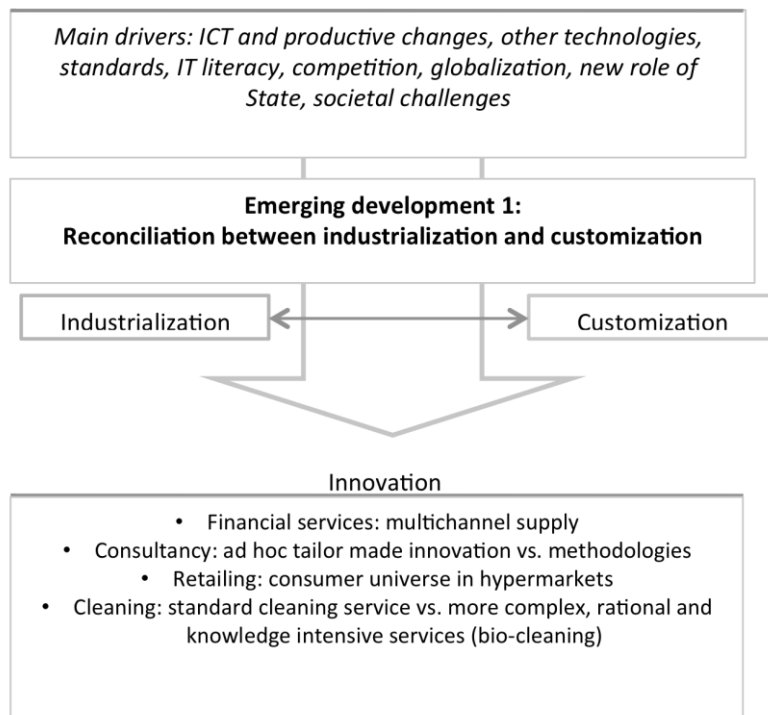 Main drivers: ICT and productive changes, other technologies,
standards, IT literacy, competition, globalization, new role of
State, societal challenges
Emerging development 1:
Reconciliation between industrialization and customization
Industrialization
Customization
Innovation
• Financial services: multichannel supply
• Consultancy: ad hoc tailor made innovation vs. methodologies
• Retailing: consumer universe in hypermarkets
• Cleaning: standard cleaning service vs. more complex, rational and
knowledge intensive services (bio-cleaning)